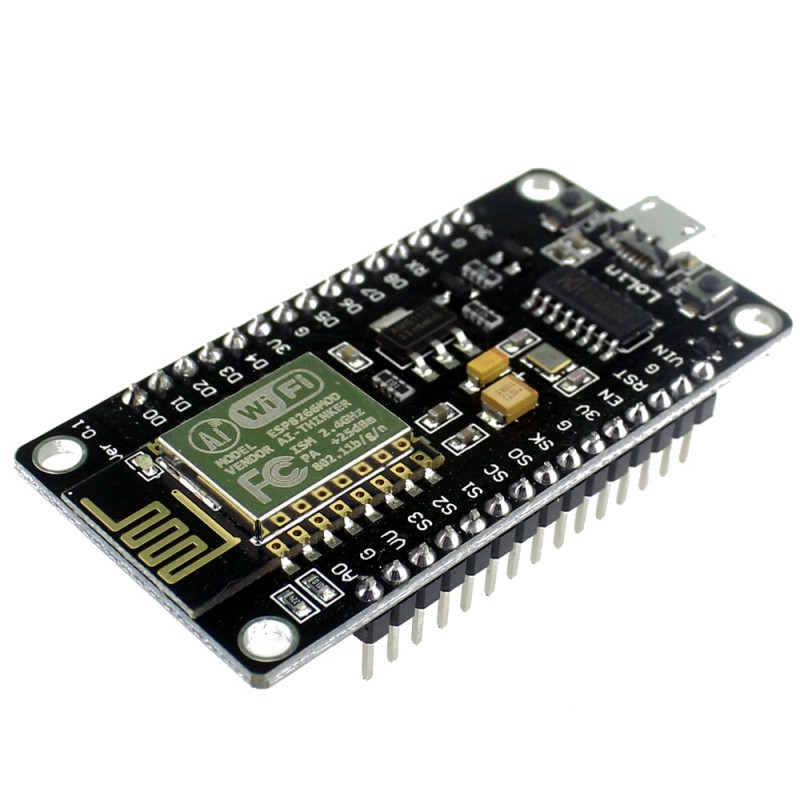 3V
G
TX
RX
D8
D7
D6
D5
G
3V
D4
D3
D2
D1
D0
Ver 0.1
LoLin
Ai
WiFi
MODEL ESP8266MOD
VENDOR AI-THINKER
ISM 2.4GHz
PA +25dBm
802.11b/g/n
FC
VIN
G
RST
EN
3V
G
SK
SO
SC
S1
S2
S3
VU
G
A0